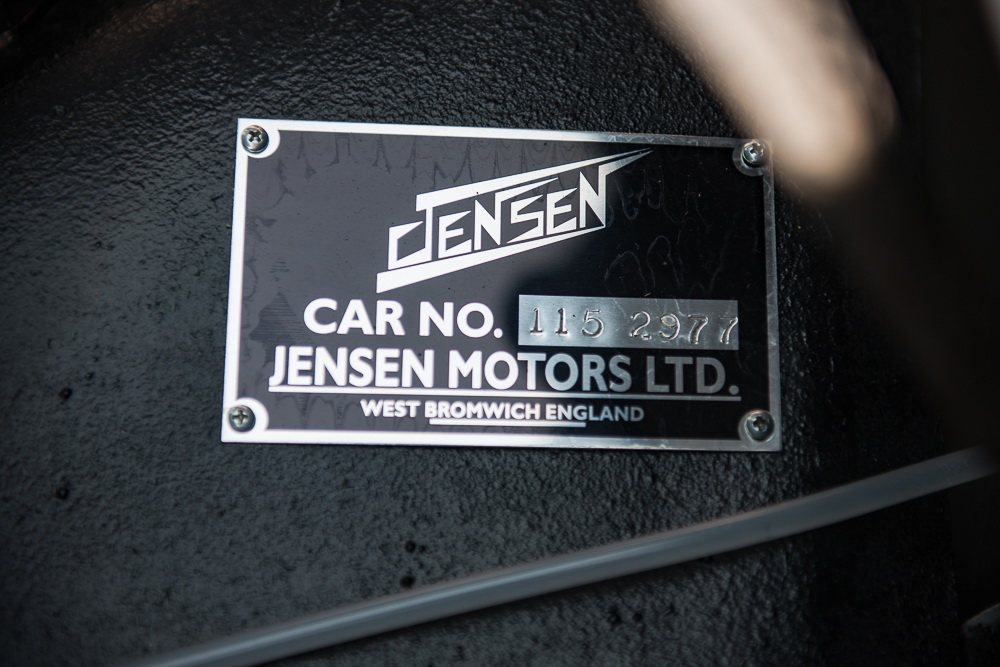 JENSEN
CAR NO. 115 2977
JENSEN MOTORS LTD.
WEST BROMWICH ENGLAND